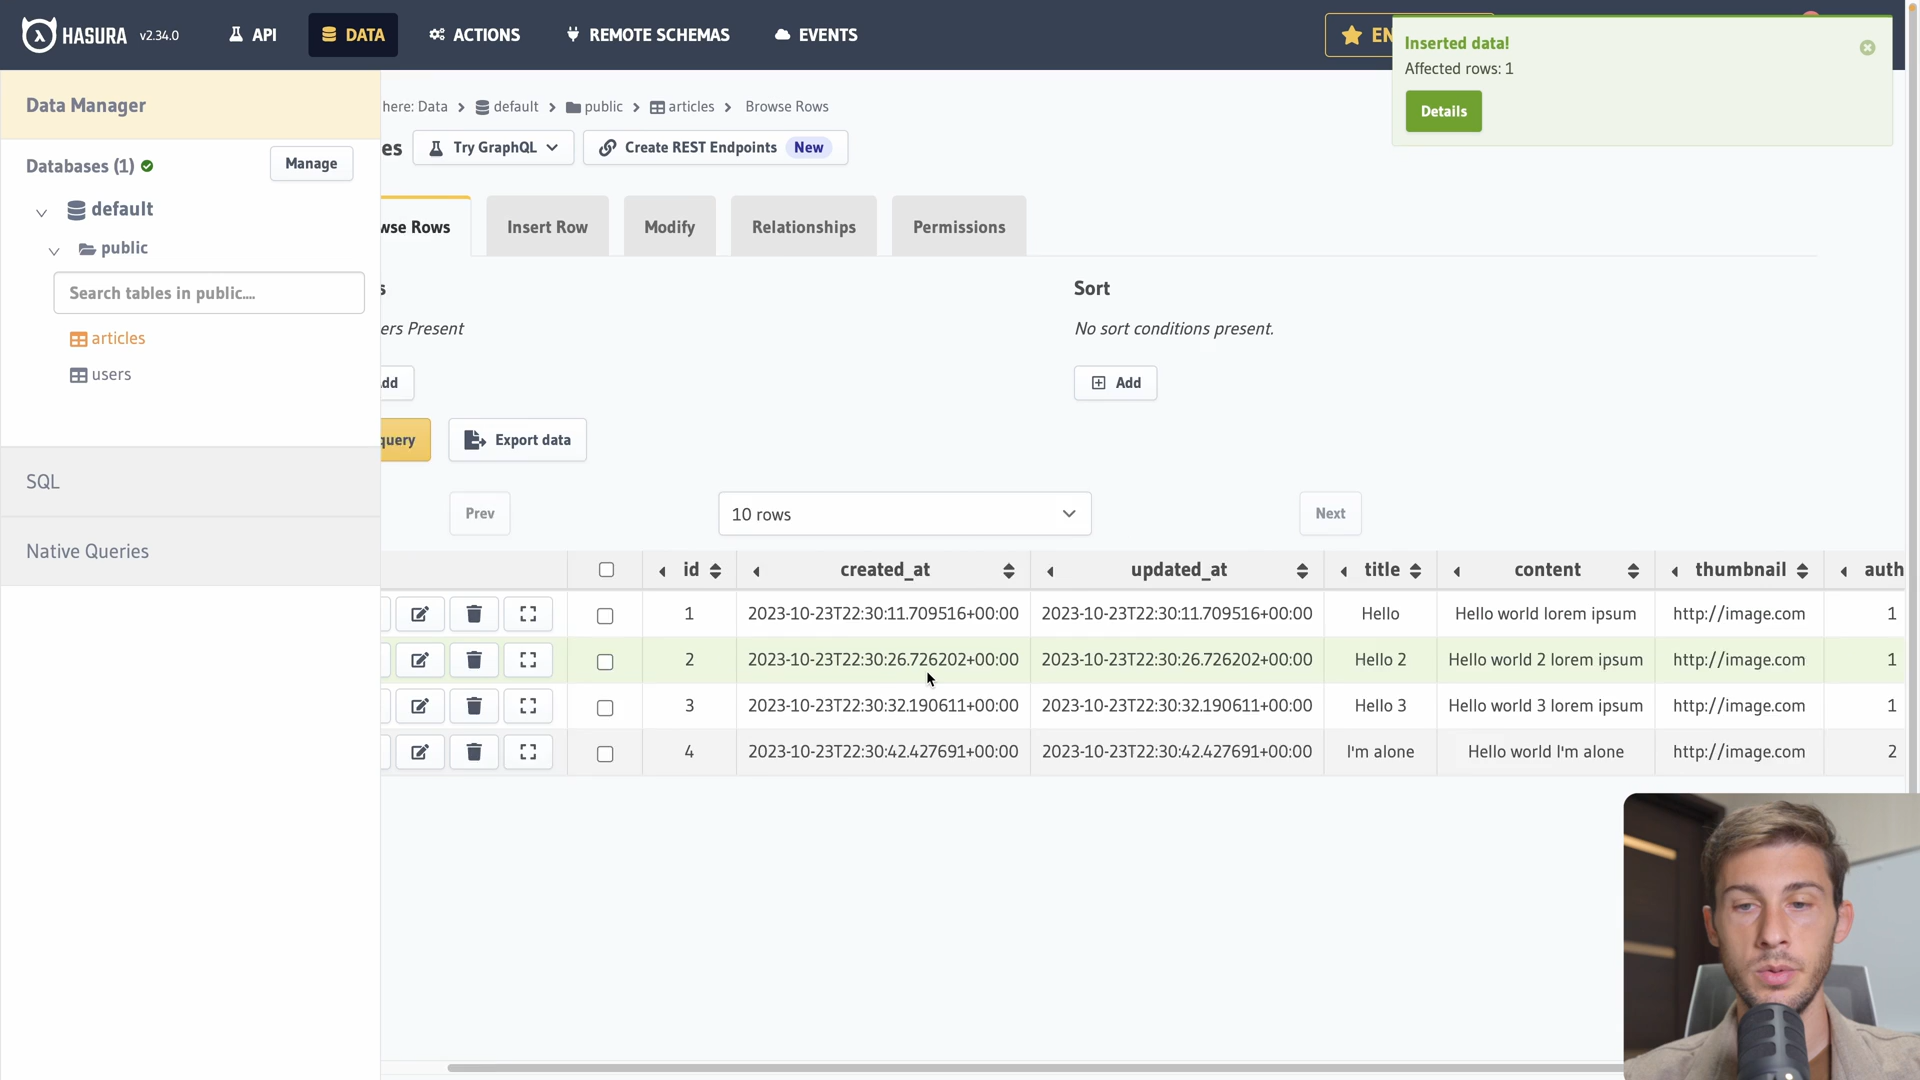 HASURA v2.34.0 API DATA ACTIONS REMOTE SCHEMAS EVENTS EN
Inserted data!
Affected rows: 1
Details
Data Manager
here: Data > default > public > articles > Browse Rows
Databases (1) Manage
es Try GraphQL Create REST Endpoints New
default
public
Search tables in public....
articles
users
SQL
Native Queries
wse Rows Insert Row Modify Relationships Permissions
s Sort
ers Present No sort conditions present.
dd Add
query Export data
Prev 10 rows Next
id created_at updated_at title content thumbnail auth
1 2023-10-23T22:30:11.709516+00:00 2023-10-23T22:30:11.709516+00:00 Hello Hello world lorem ipsum http://image.com 1
2 2023-10-23T22:30:26.726202+00:00 2023-10-23T22:30:26.726202+00:00 Hello 2 Hello world 2 lorem ipsum http://image.com 1
3 2023-10-23T22:30:32.190611+00:00 2023-10-23T22:30:32.190611+00:00 Hello 3 Hello world 3 lorem ipsum http://image.com 1
4 2023-10-23T22:30:42.427691+00:00 2023-10-23T22:30:42.427691+00:00 I'm alone Hello world I'm alone http://image.com 2